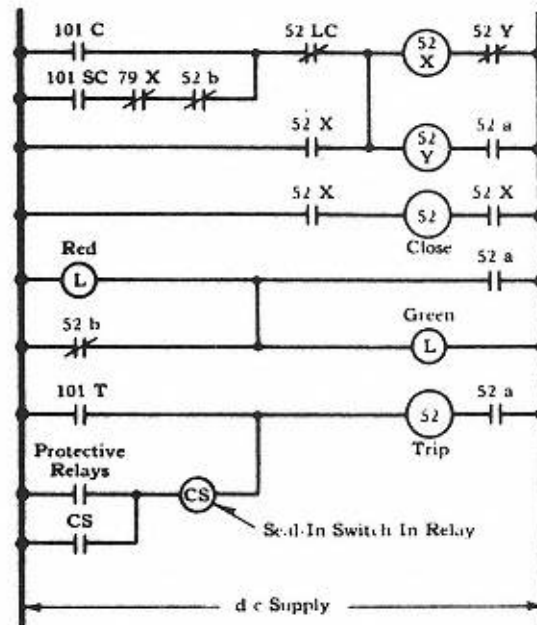 101 C
52 LC
52 X
52 Y
101 SC
79 X
52 b
52 X
52 Y
52 a
52 X
52
52 X
Close
Red
L
52 a
52 b
Green
L
101 T
52
52 a
Trip
Protective
Relays
CS
CS
Seal-In Switch In Relay
d c Supply